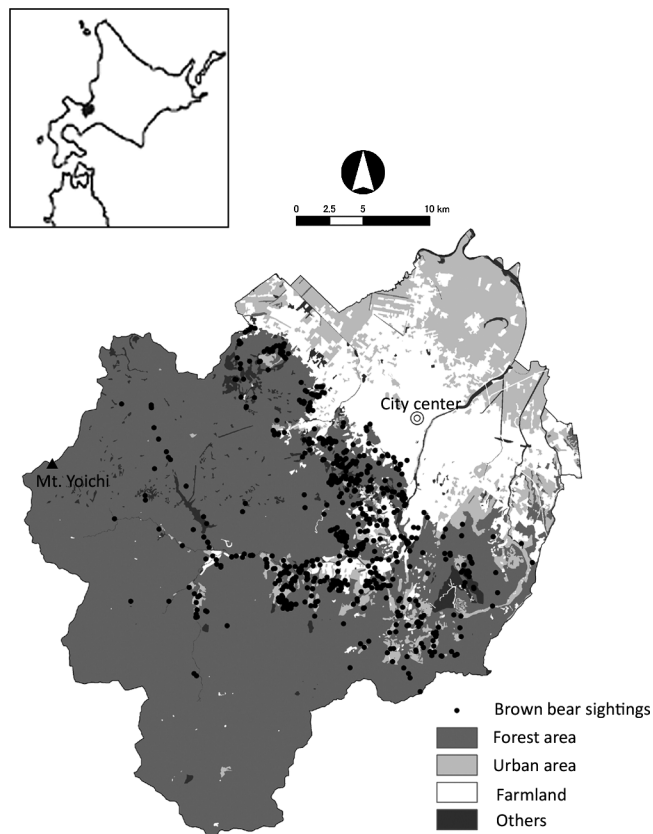 0 2.5 5 10 km
City center
Mt. Yoichi
Brown bear sightings
Forest area
Urban area
Farmland
Others